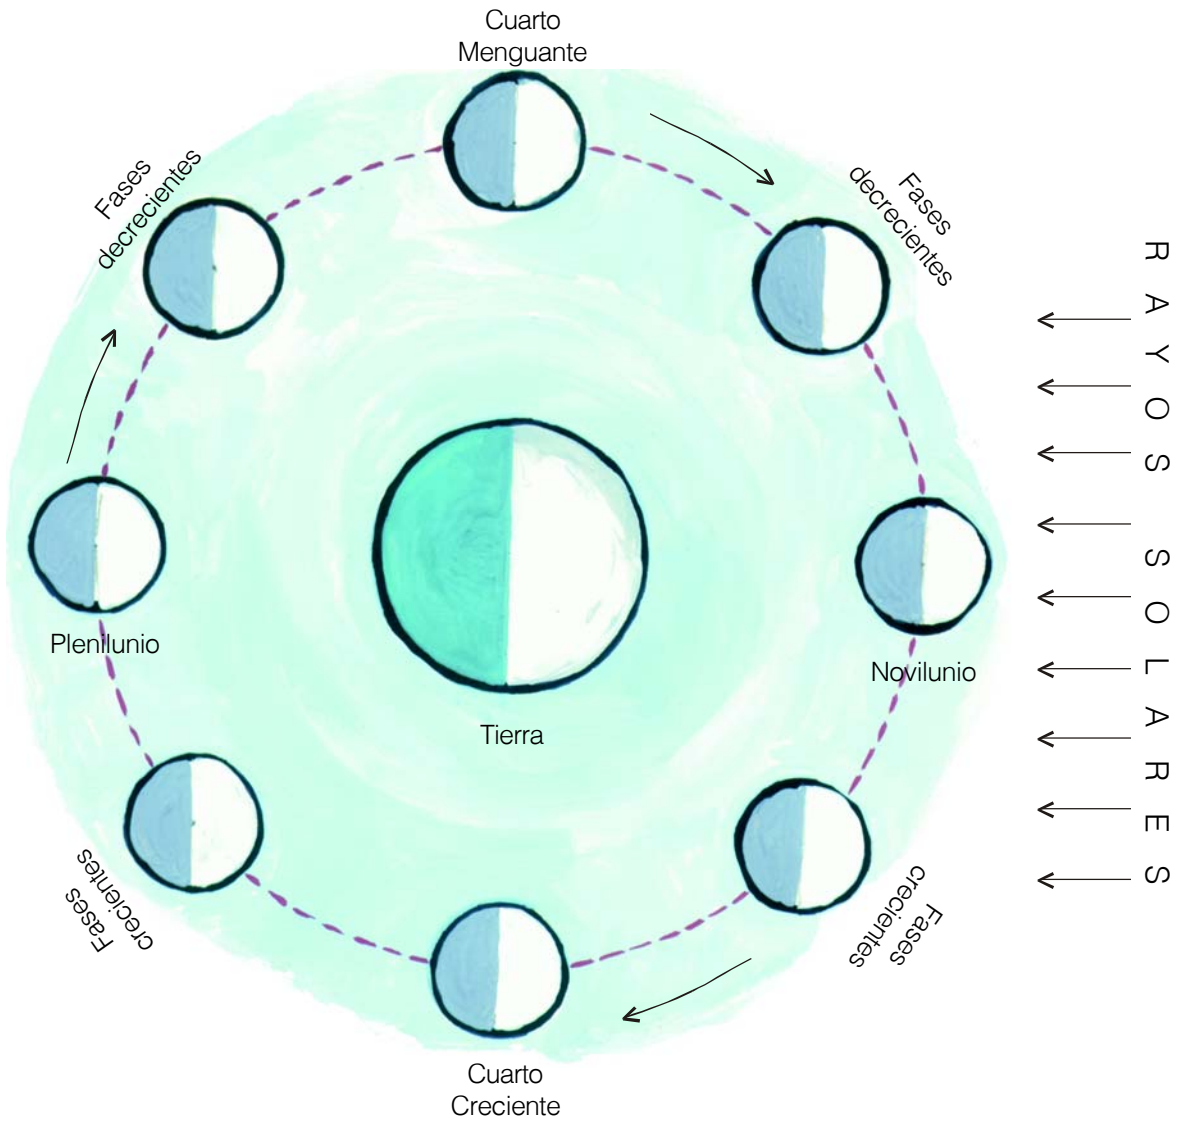 Cuarto
Menguante
Fases
decrecientes
Fases
decrecientes
Plenilunio
Novilunio
Tierra
Fases
crecientes
Fases
crecientes
Cuarto
Creciente
RAYOS SOLARES